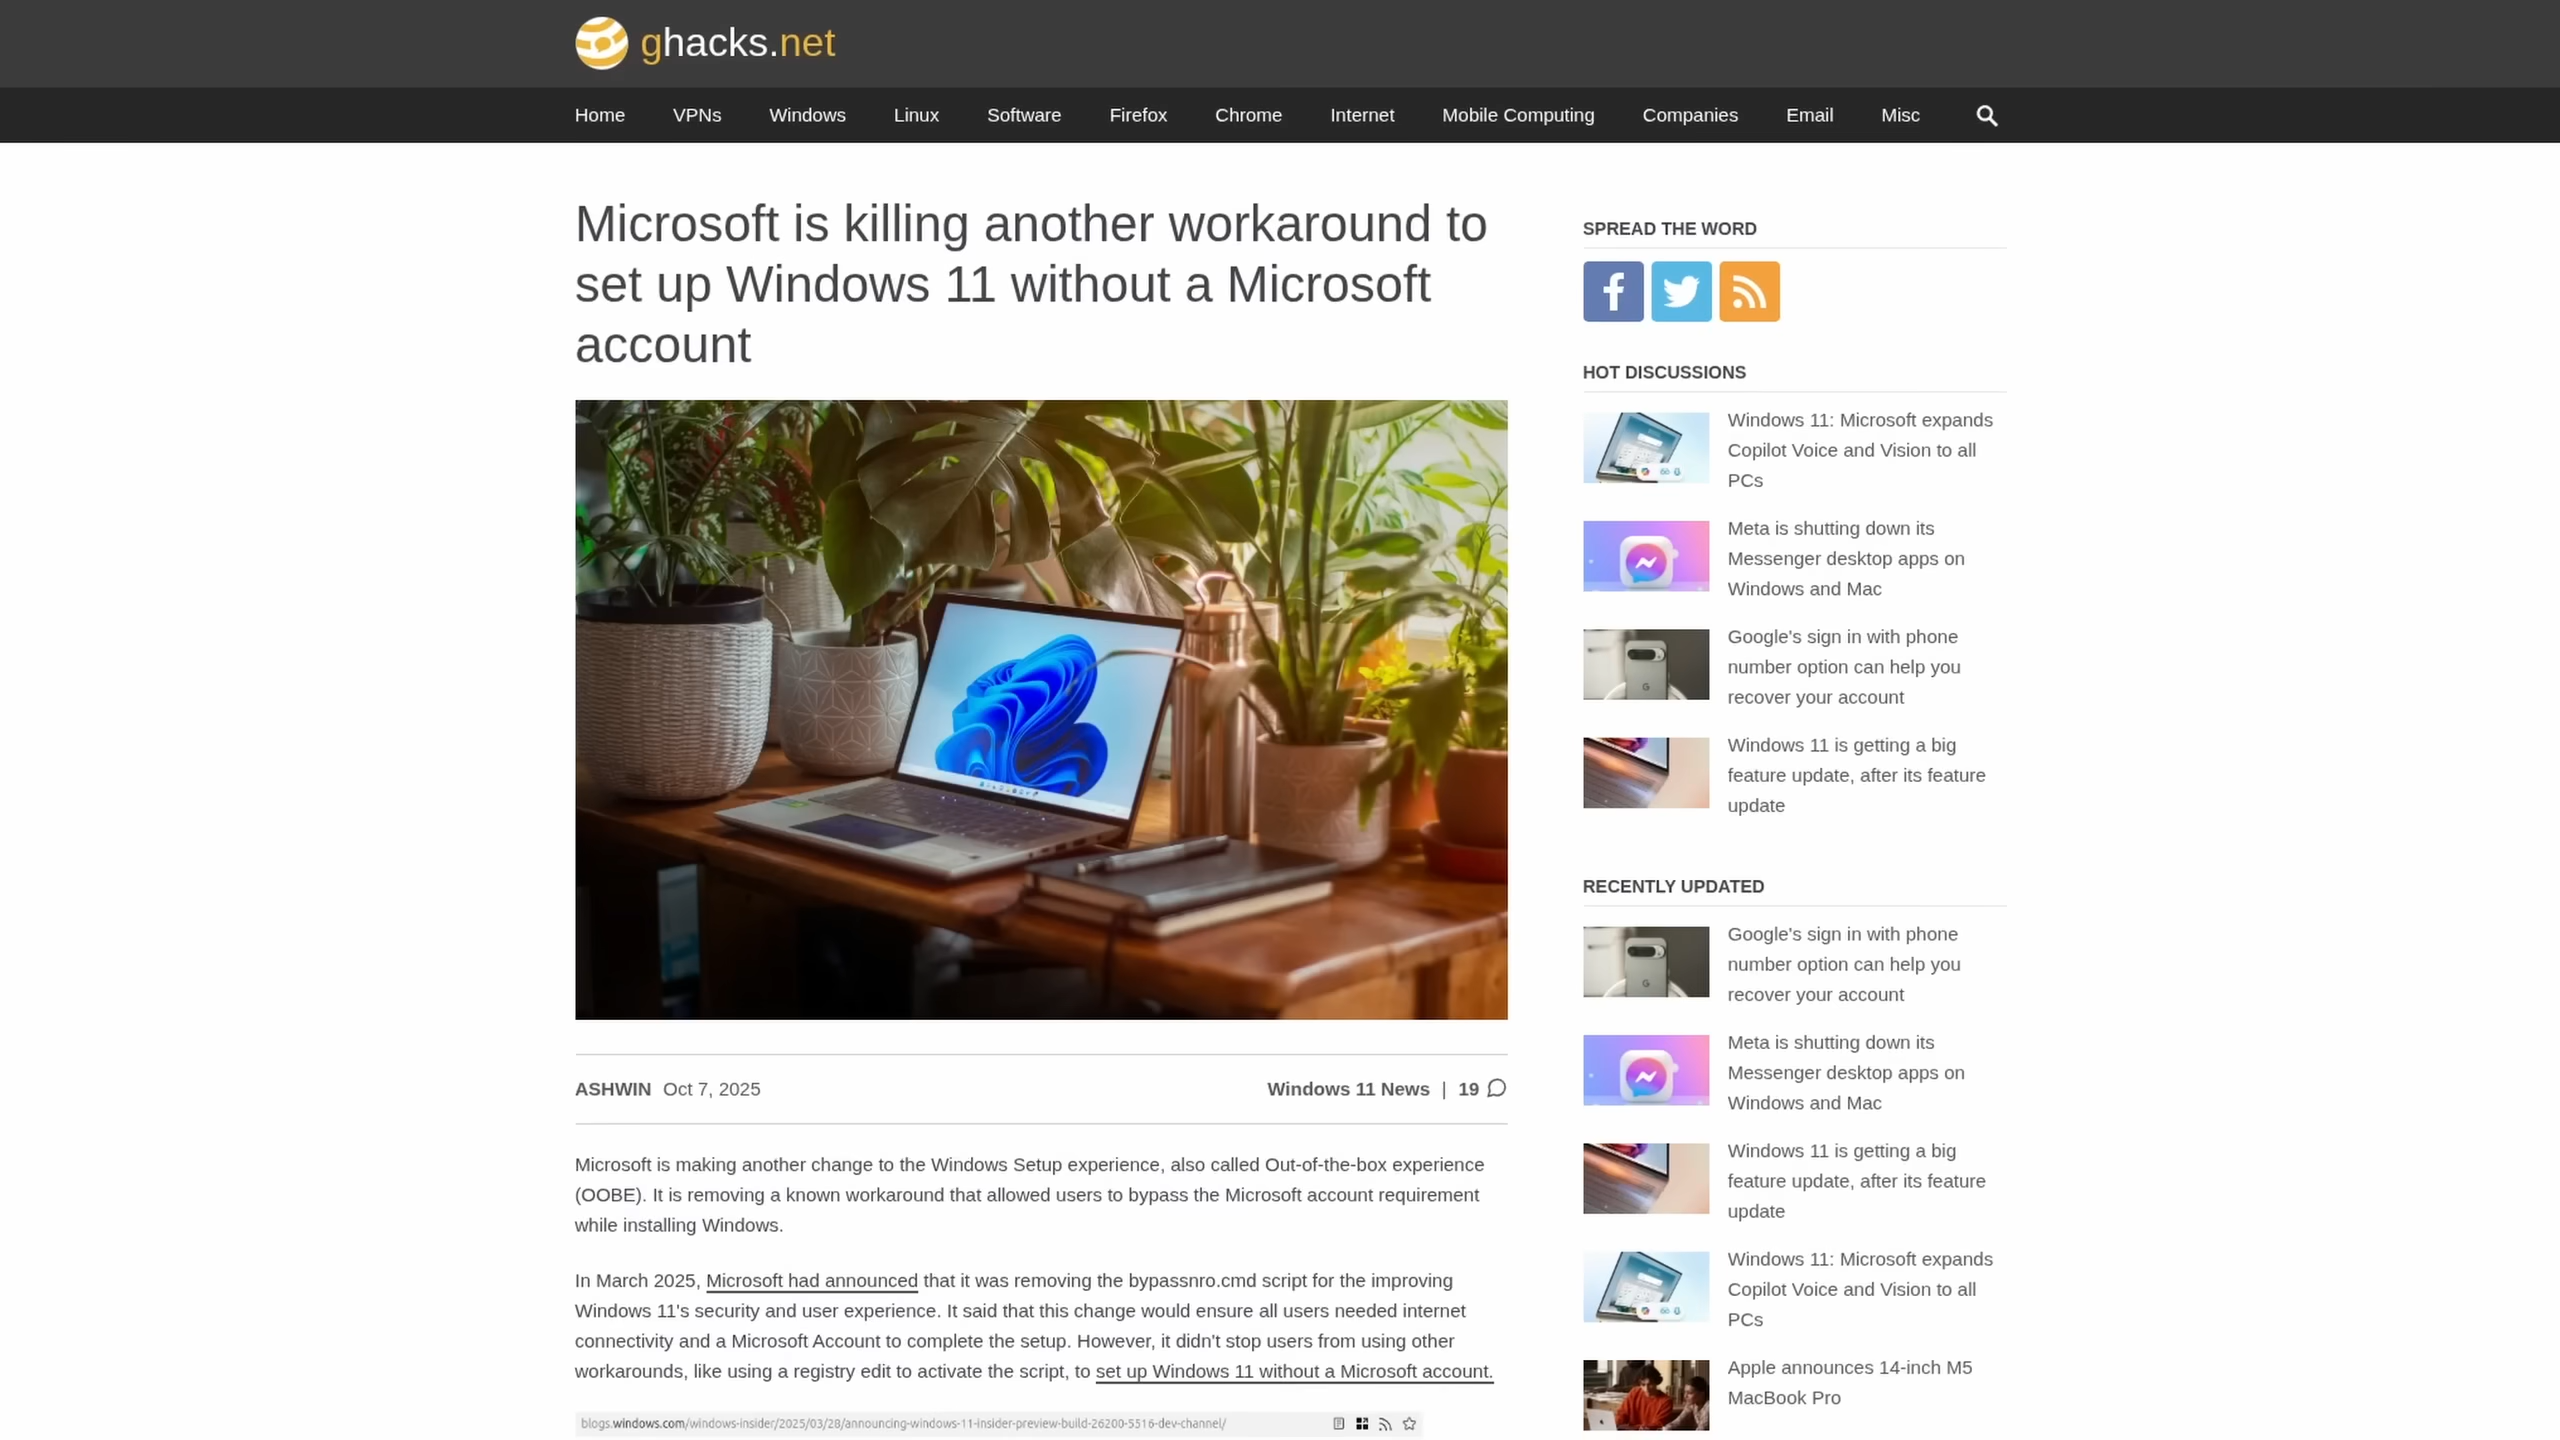 ghacks.net
Home VPNs Windows Linux Software Firefox Chrome Internet Mobile Computing Companies Email Misc
Microsoft is killing another workaround to
set up Windows 11 without a Microsoft
account
ASHWIN Oct 7, 2025
Windows 11 News | 19
Microsoft is making another change to the Windows Setup experience, also called Out-of-the-box experience
(OOBE). It is removing a known workaround that allowed users to bypass the Microsoft account requirement
while installing Windows.
In March 2025, Microsoft had announced that it was removing the bypassnro.cmd script for the improving
Windows 11's security and user experience. It said that this change would ensure all users needed internet
connectivity and a Microsoft Account to complete the setup. However, it didn't stop users from using other
workarounds, like using a registry edit to activate the script, to set up Windows 11 without a Microsoft account.
blogs.windows.com/windows-insider/2025/03/28/announcing-windows-11-insider-preview-build-26200-5516-dev-channel/
SPREAD THE WORD
HOT DISCUSSIONS
Windows 11: Microsoft expands
Copilot Voice and Vision to all
PCs
Meta is shutting down its
Messenger desktop apps on
Windows and Mac
Google's sign in with phone
number option can help you
recover your account
Windows 11 is getting a big
feature update, after its feature
update
RECENTLY UPDATED
Google's sign in with phone
number option can help you
recover your account
Meta is shutting down its
Messenger desktop apps on
Windows and Mac
Windows 11 is getting a big
feature update, after its feature
update
Windows 11: Microsoft expands
Copilot Voice and Vision to all
PCs
Apple announces 14-inch M5
MacBook Pro